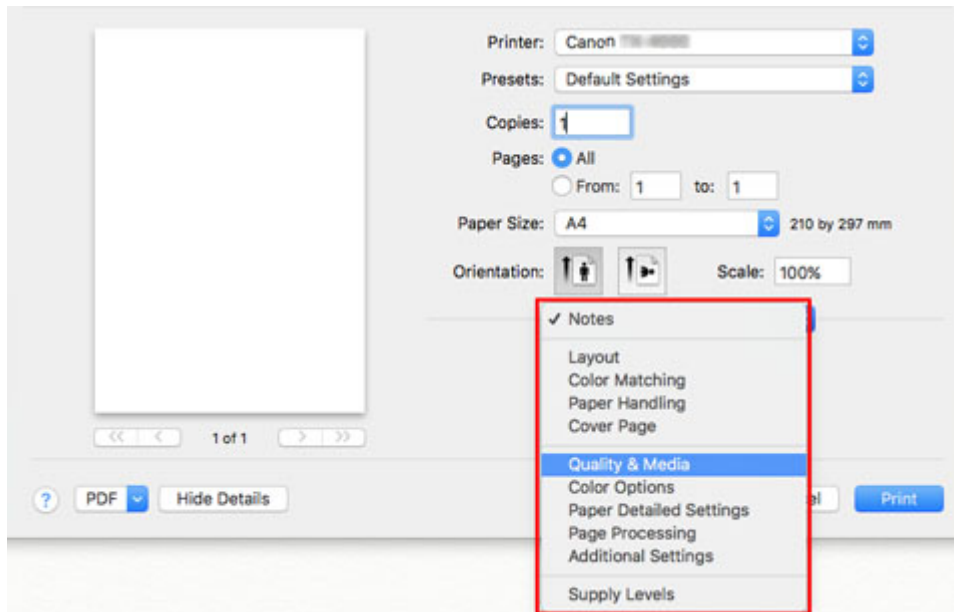 Printer: Canon
Presets: Default Settings
Copies: 1
Pages: All
From: 1 to: 1
Paper Size: A4 210 by 297 mm
Orientation: Scale: 100%
✓ Notes
Layout
Color Matching
Paper Handling
Cover Page
<< < 1 of 1 > >>
Quality & Media
Color Options
? PDF Hide Details Print
Paper Detailed Settings
Page Processing
Additional Settings
Supply Levels